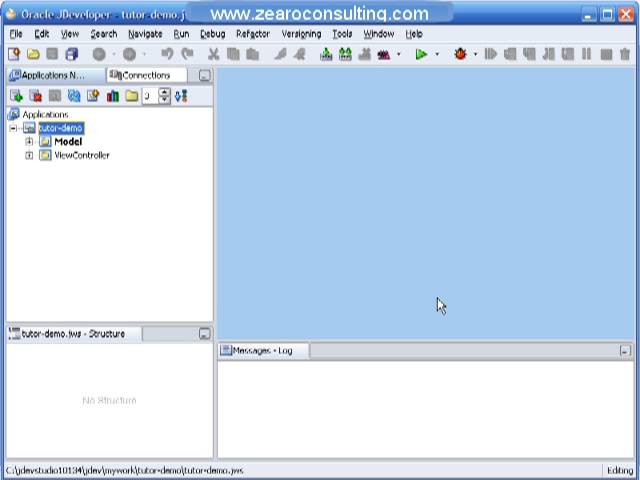 Oracle JDeveloper - tutor-demo.j
www.zearoconsulting.com
File Edit View Search Navigate Run Debug Refactor Versioning Tools Window Help
Applications N... Connections
0
Applications
tutor-demo
Model
ViewController
tutor-demo.jws - Structure
No Structure
Messages - Log
C:\jdevstudio10134\jdev\mywork\tutor-demo\tutor-demo.jws Editing